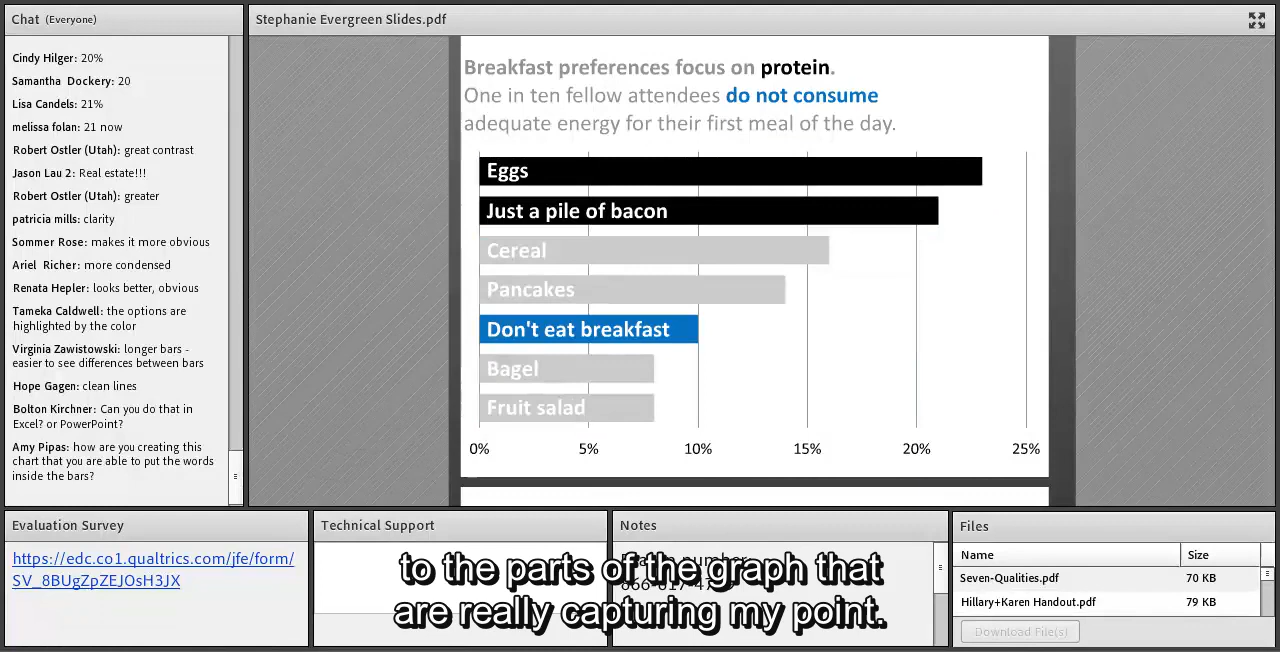 Chat (Everyone)
Cindy Hilger: 20%
Samantha Dockery: 20
Lisa Candels: 21%
melissa folan: 21 now
Robert Ostler (Utah): great contrast
Jason Lau 2: Real estate!!!
Robert Ostler (Utah): greater
patricia mills: clarity
Sommer Rose: makes it more obvious
Ariel Richer: more condensed
Renata Hepler: looks better, obvious
Tameka Caldwell: the options are
highlighted by the color
Virginia Zawistowski: longer bars -
easier to see differences between bars
Hope Gagen: clean lines
Bolton Kirchner: Can you do that in
Excel? or PowerPoint?
Amy Pipas: how are you creating this
chart that you are able to put the words
inside the bars?
Stephanie Evergreen Slides.pdf
Breakfast preferences focus on protein.
One in ten fellow attendees do not consume
adequate energy for their first meal of the day.
Eggs
Just a pile of bacon
Cereal
Pancakes
Don't eat breakfast
Bagel
Fruit salad
0% 5% 10% 15% 20% 25%
Evaluation Survey
https://edc.co1.qualtrics.com/jfe/form/
SV_8BUgZpZEJOsH3JX
Technical Support
Notes
Files
Name Size
Seven-Qualities.pdf 70 KB
Hillary+Karen Handout.pdf 79 KB
Download File(s)
to the parts of the graph that
are really capturing my point.